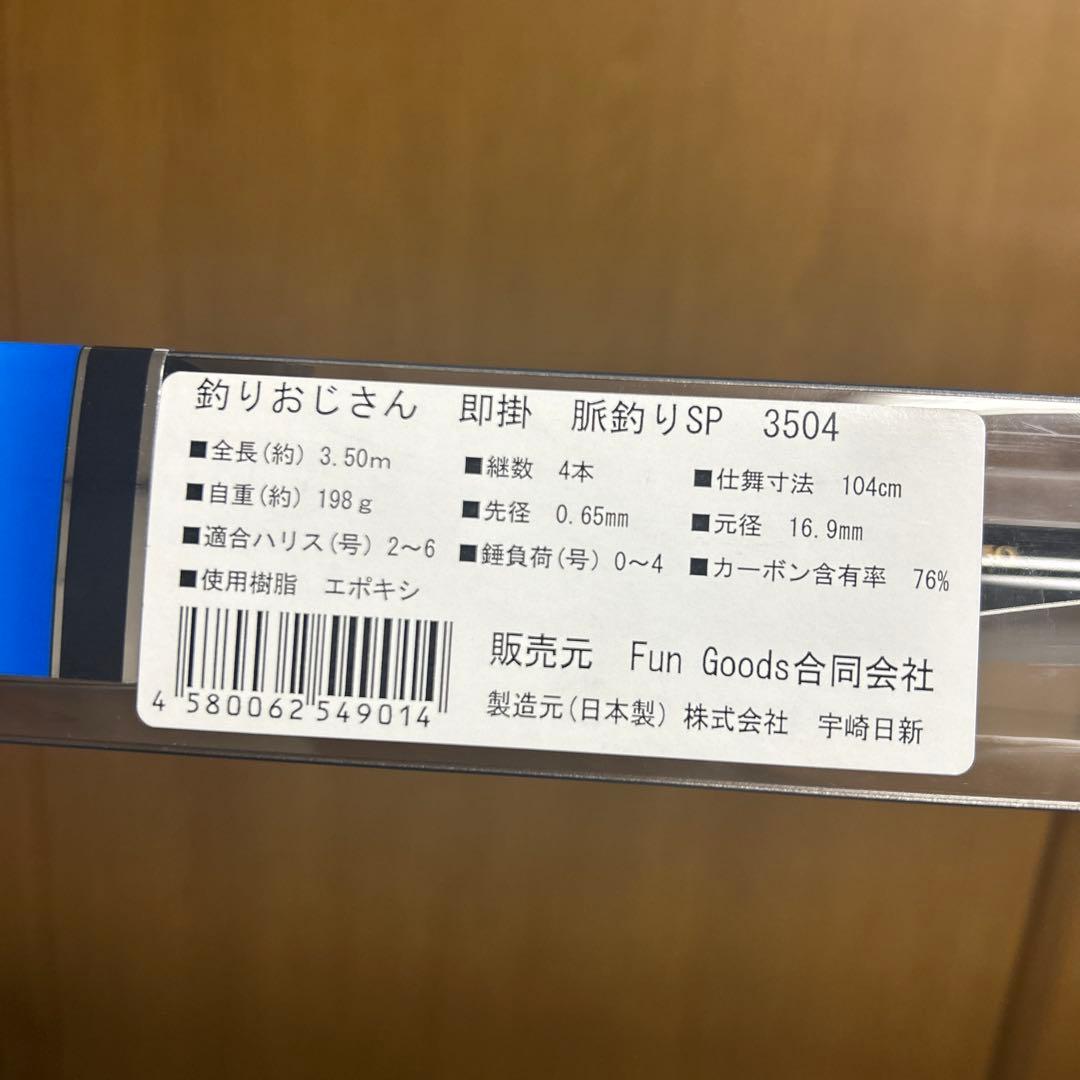 釣りおじさん　即掛　脈釣りSP　3504
■全長(約) 3.50m ■継数　4本 ■仕舞寸法　104cm
■自重(約) 198g ■先径　0.65mm ■元径　16.9mm
■適合ハリス(号) 2～6 ■錘負荷(号) 0～4 ■カーボン含有率　76%
■使用樹脂　エポキシ
販売元　Fun Goods合同会社
製造元(日本製) 株式会社　宇崎日新
4 580062 549014